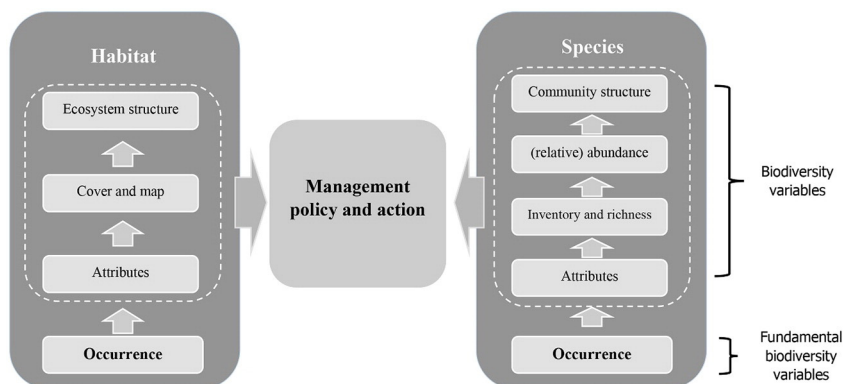 Habitat
Ecosystem structure
Cover and map
Attributes
Occurrence
Management
policy and action
Species
Community structure
(relative) abundance
Inventory and richness
Attributes
Occurrence
Biodiversity
variables
Fundamental
biodiversity
variables